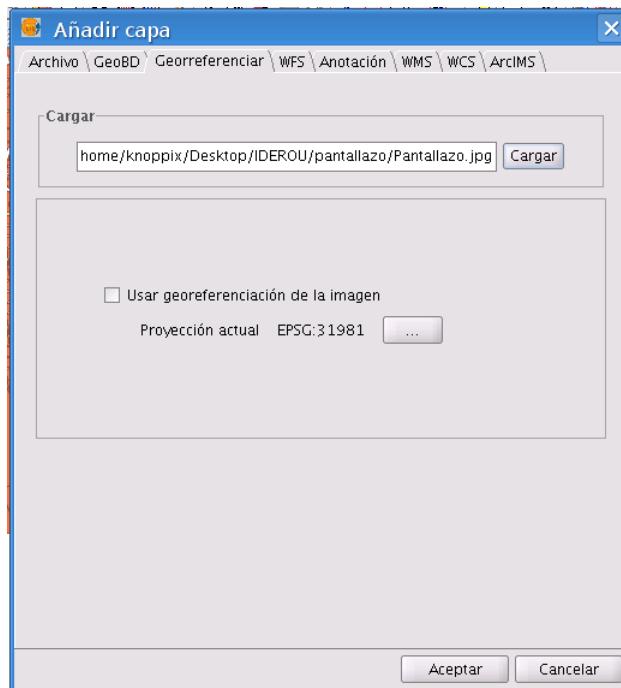 Añadir capa
Archivo GeoBD Georreferenciar WFS Anotación WMS WCS ArcIMS
Cargar
home/knoppix/Desktop/IDEROU/pantallazo/Pantallazo.jpg Cargar
Usar georeferenciación de la imagen
Proyección actual EPSG:31981 ...
Aceptar Cancelar